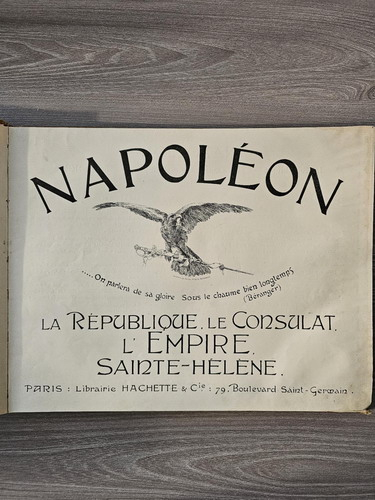 NAPOLÉON
.....On parlera de sa gloire Sous le chaume bien longtemps
(Béranger)
LA RÉPUBLIQUE. LE CONSULAT.
L'EMPIRE.
SAINTE-HÉLÈNE.
PARIS : Librairie HACHETTE & Cie : 79. Boulevard Saint-Germain.